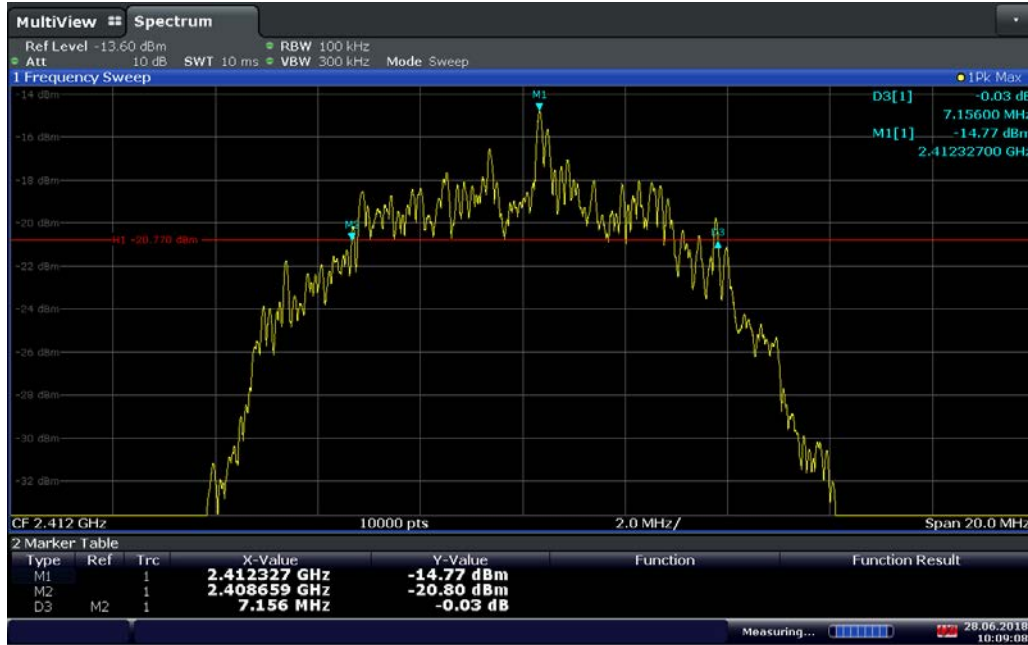 MultiView Spectrum
Ref Level -13.60 dBm RBW 100 kHz
Att 10 dB SWT 10 ms VBW 300 kHz Mode Sweep
1 Frequency Sweep 1Pk Max
-14 dBm M1 D3[1] -0.03 dB
7.15600 MHz
-16 dBm M1[1] -14.77 dBm
2.41232700 GHz
-18 dBm
-20 dBm M2 D3
H1 -20.770 dBm
-22 dBm
-24 dBm
-26 dBm
-28 dBm
-30 dBm
-32 dBm
CF 2.412 GHz 10000 pts 2.0 MHz/ Span 20.0 MHz
2 Marker Table
Type Ref Trc X-Value Y-Value Function Function Result
M1 1 2.412327 GHz -14.77 dBm
M2 1 2.408659 GHz -20.80 dBm
D3 M2 1 7.156 MHz -0.03 dB
Measuring... 28.06.2018
10:09:08